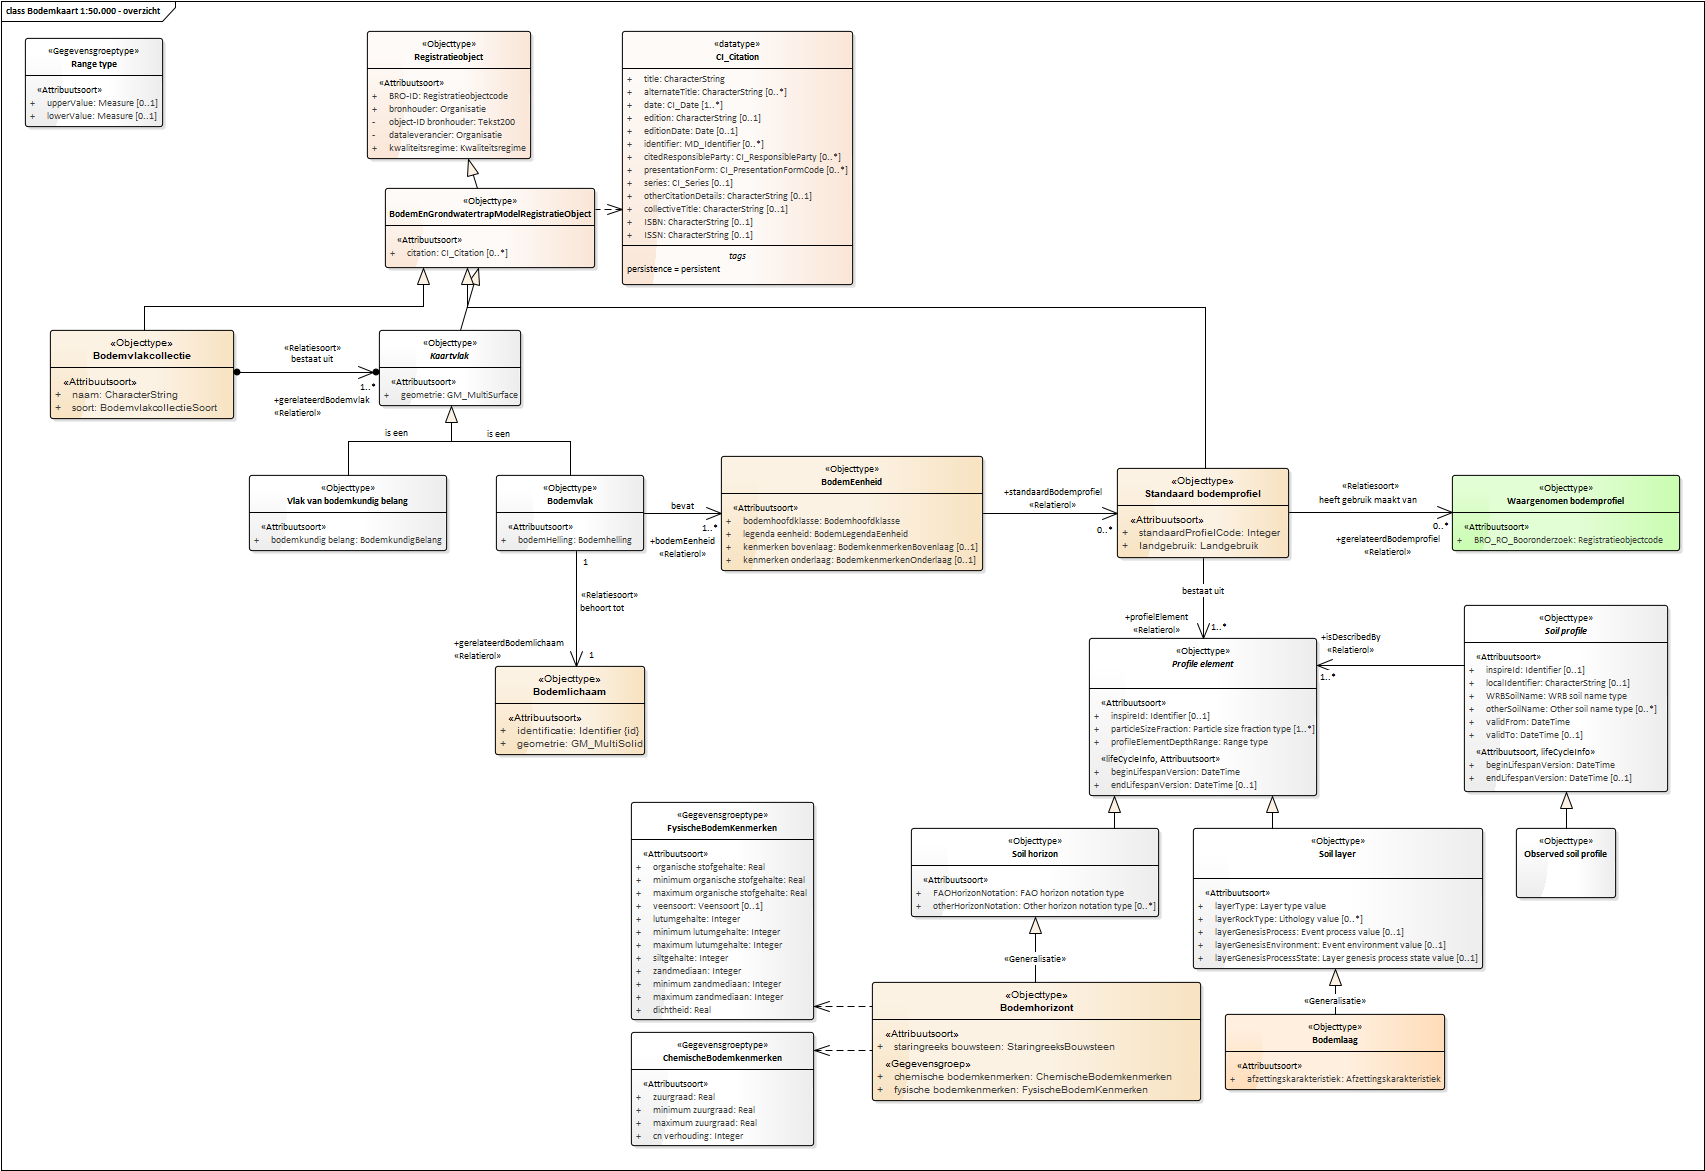 class Bodemkaart 1:50.000 - overzicht
«Gegevensgroeptype»
Range type
«Attribuutsoort»
+ upperValue: Measure [0..1]
+ lowerValue: Measure [0..1]
«Objecttype»
Registratieobject
«Attribuutsoort»
+ BRO-ID: Registratieobjectcode
+ bronhouder: Organisatie
- object-ID bronhouder: Tekst200
- dataleverancier: Organisatie
+ kwaliteitsregime: Kwaliteitsregime
«datatype»
CI_Citation
+ title: CharacterString
+ alternateTitle: CharacterString [0..*]
+ date: CI_Date [1..*]
+ edition: CharacterString [0..1]
+ editionDate: Date [0..1]
+ identifier: MD_Identifier [0..*]
+ citedResponsibleParty: CI_ResponsibleParty [0..*]
+ presentationForm: CI_PresentationFormCode [0..*]
+ series: CI_Series [0..1]
+ otherCitationDetails: CharacterString [0..1]
+ collectiveTitle: CharacterString [0..1]
+ ISBN: CharacterString [0..1]
+ ISSN: CharacterString [0..1]
tags
persistence = persistent
«Objecttype»
BodemEnGrondwatertrapModelRegistratieObject
«Attribuutsoort»
+ citation: CI_Citation [0..*]
«Objecttype»
Bodemvlakcollectie
«Attribuutsoort»
+ naam: CharacterString
+ soort: BodemvlakcollectieSoort
«Relatiesoort»
bestaat uit
1..*
+gerelateerdBodemvlak
«Relatierol»
«Objecttype»
Kaartvlak
«Attribuutsoort»
+ geometrie: GM_MultiSurface
is een
is een
«Objecttype»
Vlak van bodemkundig belang
«Attribuutsoort»
+ bodemkundig belang: BodemkundigBelang
«Objecttype»
Bodemvlak
«Attribuutsoort»
+ bodemHelling: Bodemhelling
bevat
1..*
+bodemEenheid
«Relatierol»
«Objecttype»
BodemEenheid
«Attribuutsoort»
+ bodemhoofdklasse: Bodemhoofdklasse
+ legenda eenheid: BodemLegendaEenheid
+ kenmerken bovenlaag: BodemkenmerkenBovenlaag [0..1]
+ kenmerken onderlaag: BodemkenmerkenOnderlaag [0..1]
+standaardBodemprofiel
«Relatierol»
0..*
«Objecttype»
Standaard bodemprofiel
«Attribuutsoort»
+ standaardProfielCode: Integer
+ landgebruik: Landgebruik
«Relatiesoort»
heeft gebruik maakt van
0..*
+gerelateerdBodemprofiel
«Relatierol»
«Objecttype»
Waargenomen bodemprofiel
«Attribuutsoort»
+ BRO_RO_Booronderzoek: Registratieobjectcode
1
«Relatiesoort»
behoort tot
+gerelateerdBodemlichaam
«Relatierol»
1
«Objecttype»
Bodemlichaam
«Attribuutsoort»
+ identificatie: Identifier {id}
+ geometrie: GM_MultiSolid
bestaat uit
+profielElement
«Relatierol»
1..*
«Objecttype»
Profile element
«Attribuutsoort»
+ inspireId: Identifier [0..1]
+ particleSizeFraction: Particle size fraction type [1..*]
+ profileElementDepthRange: Range type
«lifeCycleInfo, Attribuutsoort»
+ beginLifespanVersion: DateTime
+ endLifespanVersion: DateTime [0..1]
+isDescribedBy
«Relatierol»
1..*
«Objecttype»
Soil profile
«Attribuutsoort»
+ inspireId: Identifier [0..1]
+ localIdentifier: CharacterString [0..1]
+ WRBSoilName: WRB soil name type
+ otherSoilName: Other soil name type [0..*]
+ validFrom: DateTime
+ validTo: DateTime [0..1]
«Attribuutsoort, lifeCycleInfo»
+ beginLifespanVersion: DateTime
+ endLifespanVersion: DateTime [0..1]
«Objecttype»
Observed soil profile
«Gegevensgroeptype»
FysischeBodemKenmerken
«Attribuutsoort»
+ organische stofgehalte: Real
+ minimum organische stofgehalte: Real
+ maximum organische stofgehalte: Real
+ veensoort: Veensoort [0..1]
+ lutumgehalte: Integer
+ minimum lutumgehalte: Integer
+ maximum lutumgehalte: Integer
+ siltgehalte: Integer
+ zandmediaan: Integer
+ minimum zandmediaan: Integer
+ maximum zandmediaan: Integer
+ dichtheid: Real
«Objecttype»
Soil horizon
«Attribuutsoort»
+ FAOHorizonNotation: FAO horizon notation type
+ otherHorizonNotation: Other horizon notation type [0..*]
«Objecttype»
Soil layer
«Attribuutsoort»
+ layerType: Layer type value
+ layerRockType: Lithology value [0..*]
+ layerGenesisProcess: Event process value [0..1]
+ layerGenesisEnvironment: Event environment value [0..1]
+ layerGenesisProcessState: Layer genesis process state value [0..1]
«Generalisatie»
«Generalisatie»
«Objecttype»
Bodemhorizont
«Attribuutsoort»
+ staringreeks bouwsteen: StaringreeksBouwsteen
«Gegevensgroep»
+ chemische bodemkenmerken: ChemischeBodemkenmerken
+ fysische bodemkenmerken: FysischeBodemKenmerken
«Objecttype»
Bodemlaag
«Attribuutsoort»
+ afzettingskarakteristiek: Afzettingskarakteristiek
«Gegevensgroeptype»
ChemischeBodemkenmerken
«Attribuutsoort»
+ zuurgraad: Real
+ minimum zuurgraad: Real
+ maximum zuurgraad: Real
+ cn verhouding: Integer